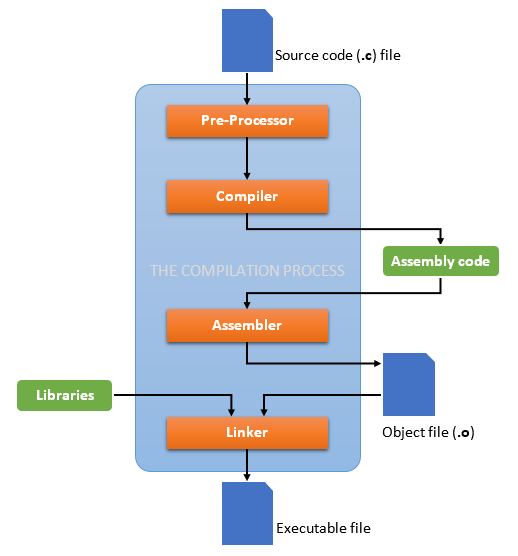 Source code (.c) file
Pre-Processor
Compiler
Assembly code
THE COMPILATION PROCESS
Assembler
Libraries
Object file (.o)
Linker
Executable file